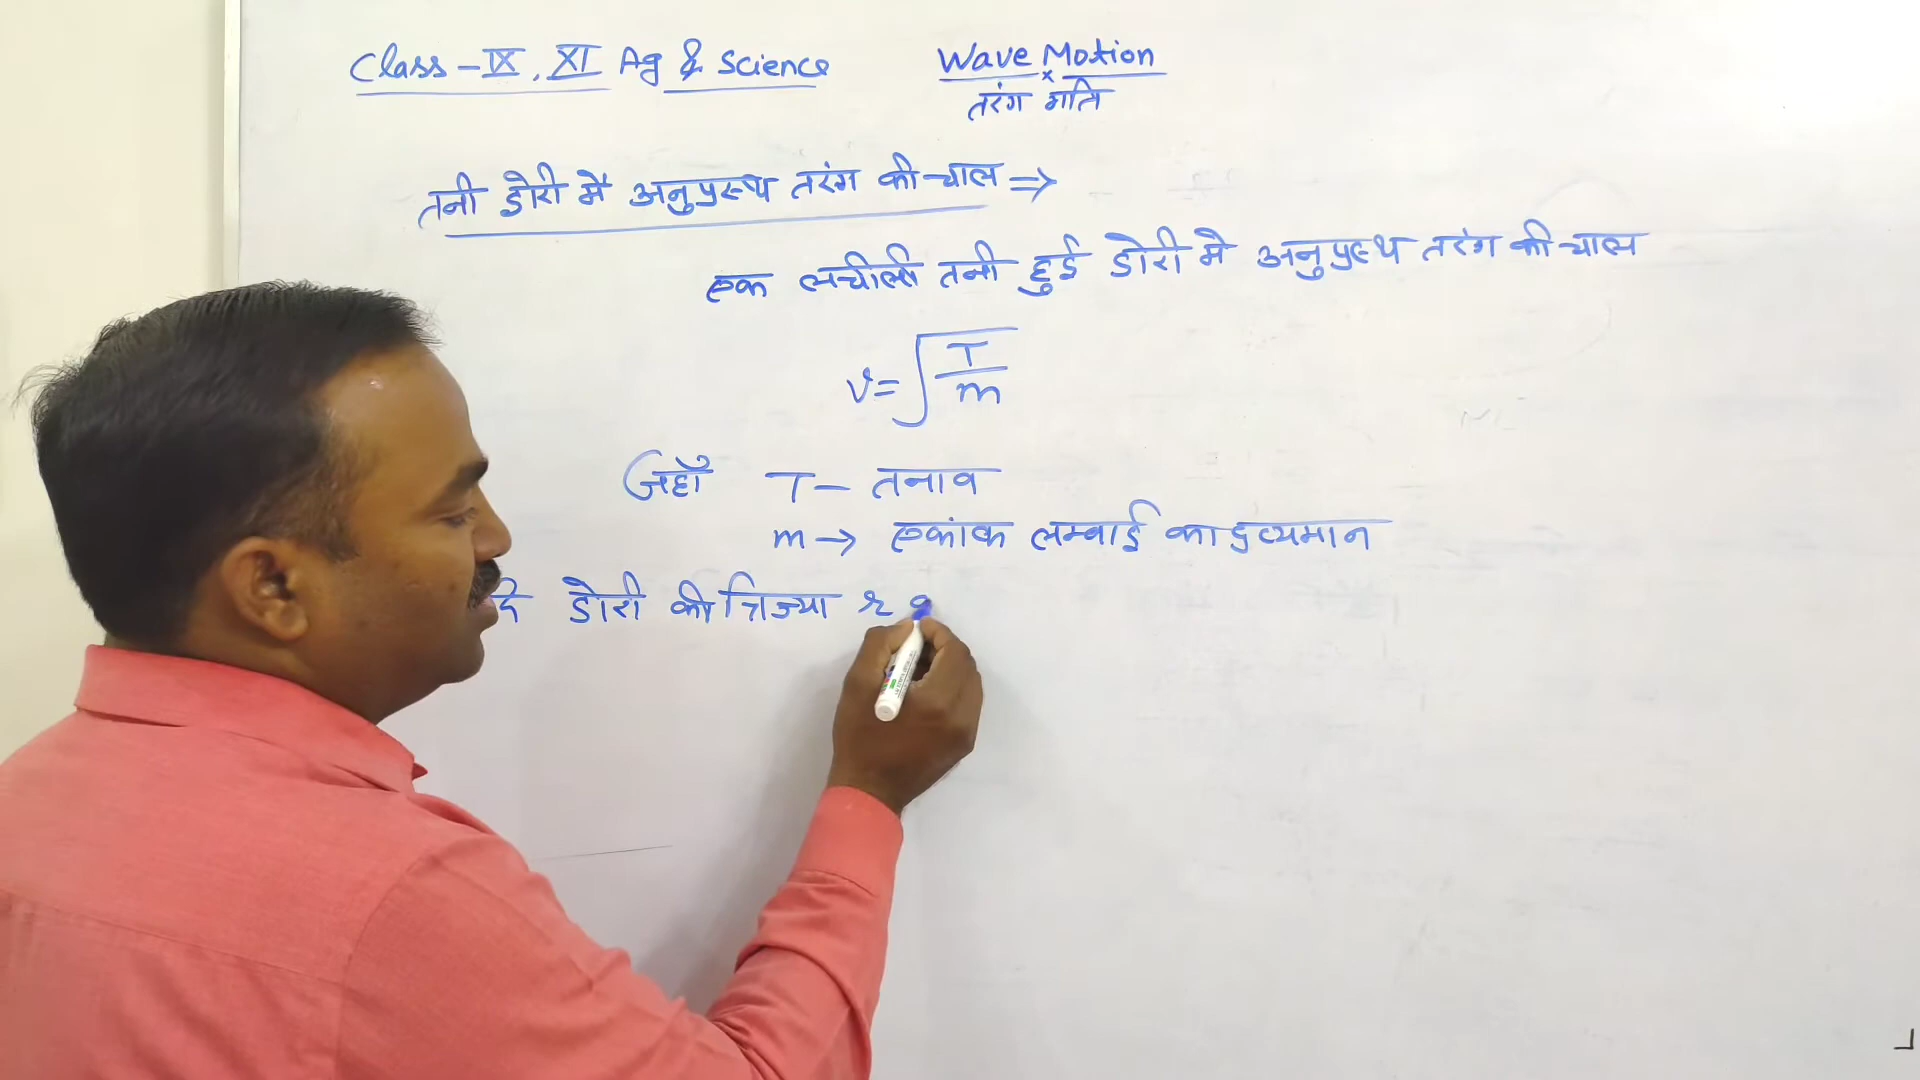 Class - IX, XI Ag & Science
Wave Motion
×
तरंग गति
तनी डोरी में अनुप्रस्थ तरंग की चाल ⇒
एक लचीली तनी हुई डोरी में अनुप्रस्थ तरंग की चाल
v = √(T/m)
जहाँ T — तनाव
m → एकांक लम्बाई का द्रव्यमान
डोरी की त्रिज्या r